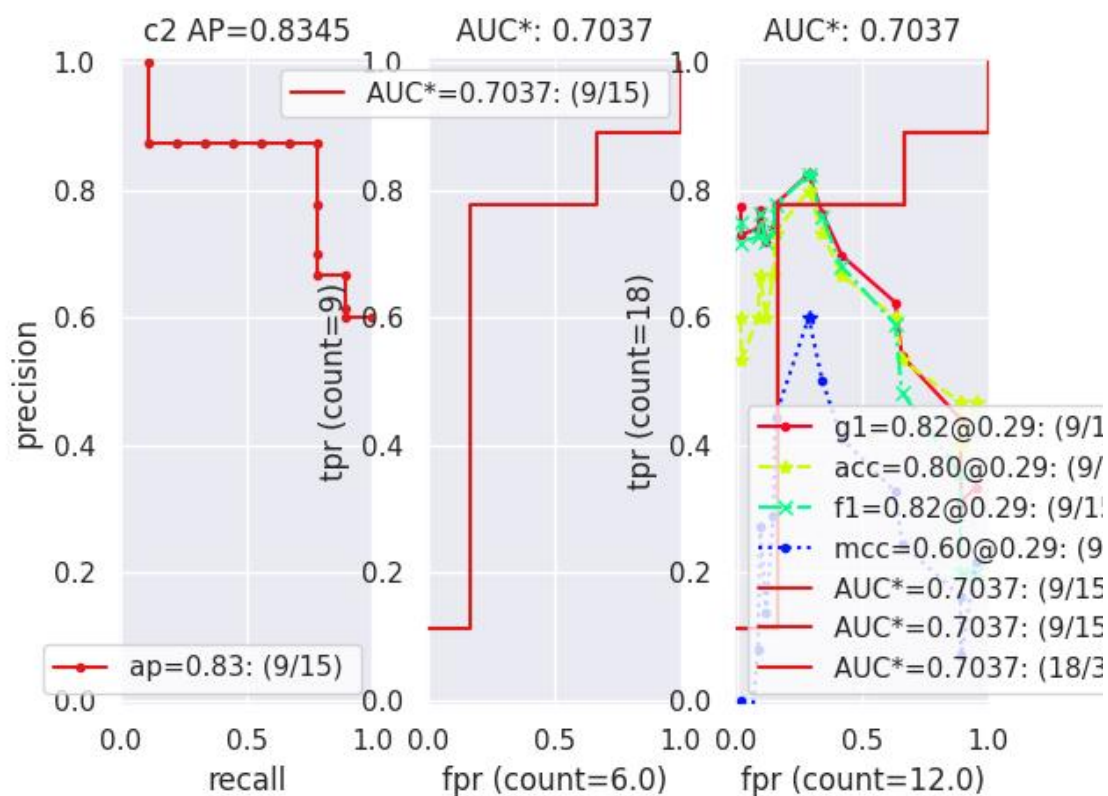 c2 AP=0.8345
1.0
0.8
0.6
0.4
0.2
0.0
precision
0.0
0.5
1.0
recall
ap=0.83: (9/15)
AUC*: 0.7037
1.0
0.8
0.6
0.4
0.2
0.0
tpr (count=9)
0.0
0.5
1.0
fpr (count=6.0)
AUC*=0.7037: (9/15)
AUC*: 0.7037
1.0
0.8
0.6
0.4
0.2
0.0
tpr (count=18)
0.0
0.5
1.0
fpr (count=12.0)
g1=0.82@0.29: (9/1
acc=0.80@0.29: (9/
f1=0.82@0.29: (9/15
mcc=0.60@0.29: (9
AUC*=0.7037: (9/15
AUC*=0.7037: (9/15
AUC*=0.7037: (18/3